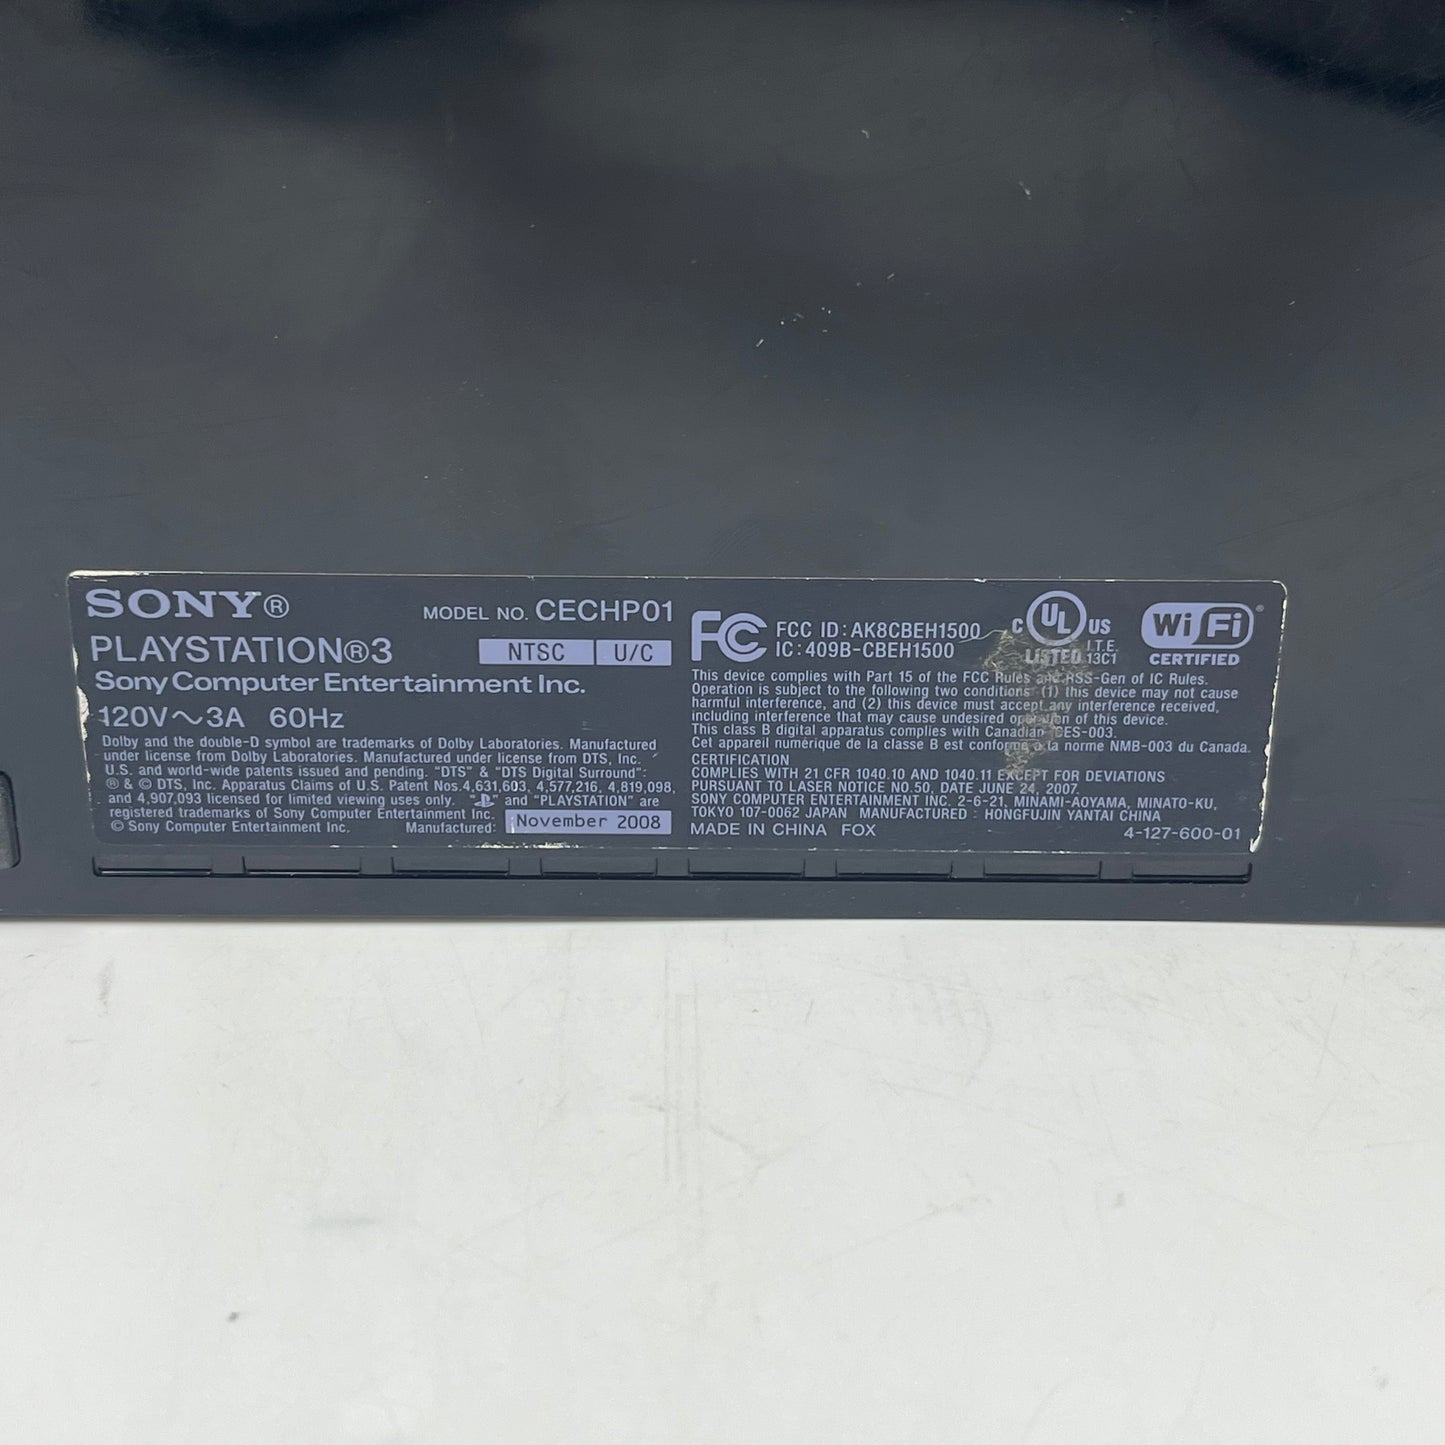 SONY®
MODEL NO. CECHP01
PLAYSTATION®3
NTSC U/C
Sony Computer Entertainment Inc.
120V～3A 60Hz
Dolby and the double-D symbol are trademarks of Dolby Laboratories. Manufactured
under license from Dolby Laboratories. Manufactured under license from DTS, Inc.
U.S. and world-wide patents issued and pending. "DTS" & "DTS Digital Surround":
® & © DTS, Inc. Apparatus Claims of U.S. Patent Nos.4,631,603, 4,577,216, 4,819,098,
and 4,907,093 licensed for limited viewing uses only. " " and "PLAYSTATION" are
registered trademarks of Sony Computer Entertainment Inc.
© Sony Computer Entertainment Inc. Manufactured: November 2008
FC FCC ID: AK8CBEH1500
IC: 409B-CBEH1500
C UL US
LISTED I.T.E. 13C1
Wi Fi®
CERTIFIED
This device complies with Part 15 of the FCC Rules and RSS-Gen of IC Rules.
Operation is subject to the following two conditions: (1) this device may not cause
harmful interference, and (2) this device must accept any interference received,
including interference that may cause undesired operation of this device.
This class B digital apparatus complies with Canadian ICES-003.
Cet appareil numérique de la classe B est conforme à la norme NMB-003 du Canada.
CERTIFICATION
COMPLIES WITH 21 CFR 1040.10 AND 1040.11 EXCEPT FOR DEVIATIONS
PURSUANT TO LASER NOTICE NO.50, DATE JUNE 24, 2007.
SONY COMPUTER ENTERTAINMENT INC. 2-6-21, MINAMI-AOYAMA, MINATO-KU,
TOKYO 107-0062 JAPAN MANUFACTURED : HONGFUJIN YANTAI CHINA
MADE IN CHINA FOX 4-127-600-01